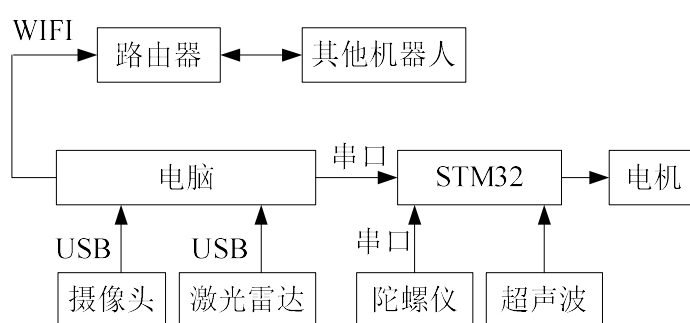 WIFI
路由器
其他机器人
串口
电脑
STM32
电机
USB
USB
串口
摄像头
激光雷达
陀螺仪
超声波